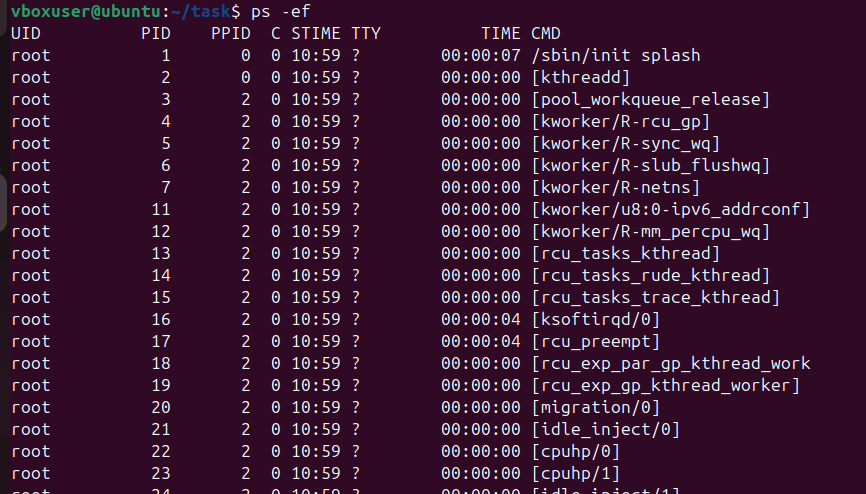 vboxuser@ubuntu:~/task$ ps -ef
UID          PID    PPID  C STIME TTY          TIME CMD
root           1       0  0 10:59 ?        00:00:07 /sbin/init splash
root           2       0  0 10:59 ?        00:00:00 [kthreadd]
root           3       2  0 10:59 ?        00:00:00 [pool_workqueue_release]
root           4       2  0 10:59 ?        00:00:00 [kworker/R-rcu_gp]
root           5       2  0 10:59 ?        00:00:00 [kworker/R-sync_wq]
root           6       2  0 10:59 ?        00:00:00 [kworker/R-slub_flushwq]
root           7       2  0 10:59 ?        00:00:00 [kworker/R-netns]
root          11       2  0 10:59 ?        00:00:00 [kworker/u8:0-ipv6_addrconf]
root          12       2  0 10:59 ?        00:00:00 [kworker/R-mm_percpu_wq]
root          13       2  0 10:59 ?        00:00:00 [rcu_tasks_kthread]
root          14       2  0 10:59 ?        00:00:00 [rcu_tasks_rude_kthread]
root          15       2  0 10:59 ?        00:00:00 [rcu_tasks_trace_kthread]
root          16       2  0 10:59 ?        00:00:04 [ksoftirqd/0]
root          17       2  0 10:59 ?        00:00:04 [rcu_preempt]
root          18       2  0 10:59 ?        00:00:00 [rcu_exp_par_gp_kthread_work
root          19       2  0 10:59 ?        00:00:00 [rcu_exp_gp_kthread_worker]
root          20       2  0 10:59 ?        00:00:00 [migration/0]
root          21       2  0 10:59 ?        00:00:00 [idle_inject/0]
root          22       2  0 10:59 ?        00:00:00 [cpuhp/0]
root          23       2  0 10:59 ?        00:00:00 [cpuhp/1]
root          24       2  0 10:59 ?        00:00:00 [idle_inject/1]